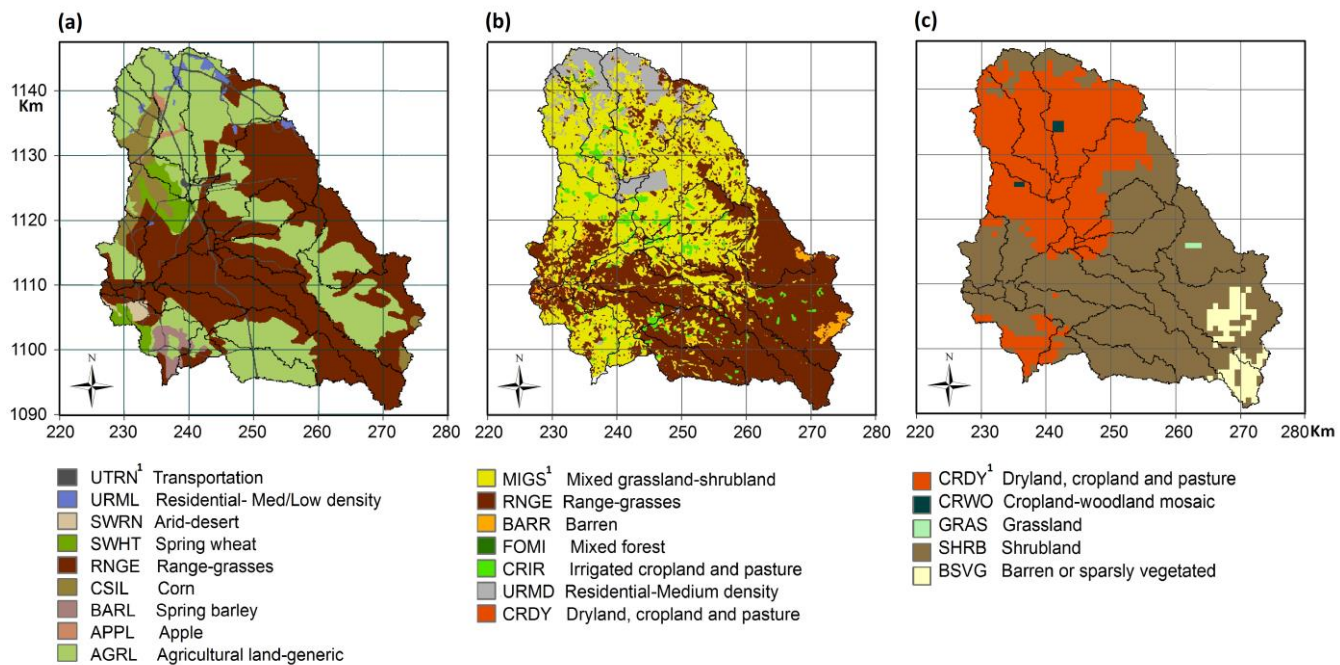 (a)
(b)
(c)
1140
Km
1130
1120
1110
1100
1090
N
N
N
220 230 240 250 260 270 280
220 230 240 250 260 270 280
220 230 240 250 260 270 280 Km
UTRN¹ Transportation
URML Residential- Med/Low density
SWRN Arid-desert
SWHT Spring wheat
RNGE Range-grasses
CSIL Corn
BARL Spring barley
APPL Apple
AGRL Agricultural land-generic
MIGS¹ Mixed grassland-shrubland
RNGE Range-grasses
BARR Barren
FOMI Mixed forest
CRIR Irrigated cropland and pasture
URMD Residential-Medium density
CRDY Dryland, cropland and pasture
CRDY¹ Dryland, cropland and pasture
CRWO Cropland-woodland mosaic
GRAS Grassland
SHRB Shrubland
BSVG Barren or sparsly vegetated